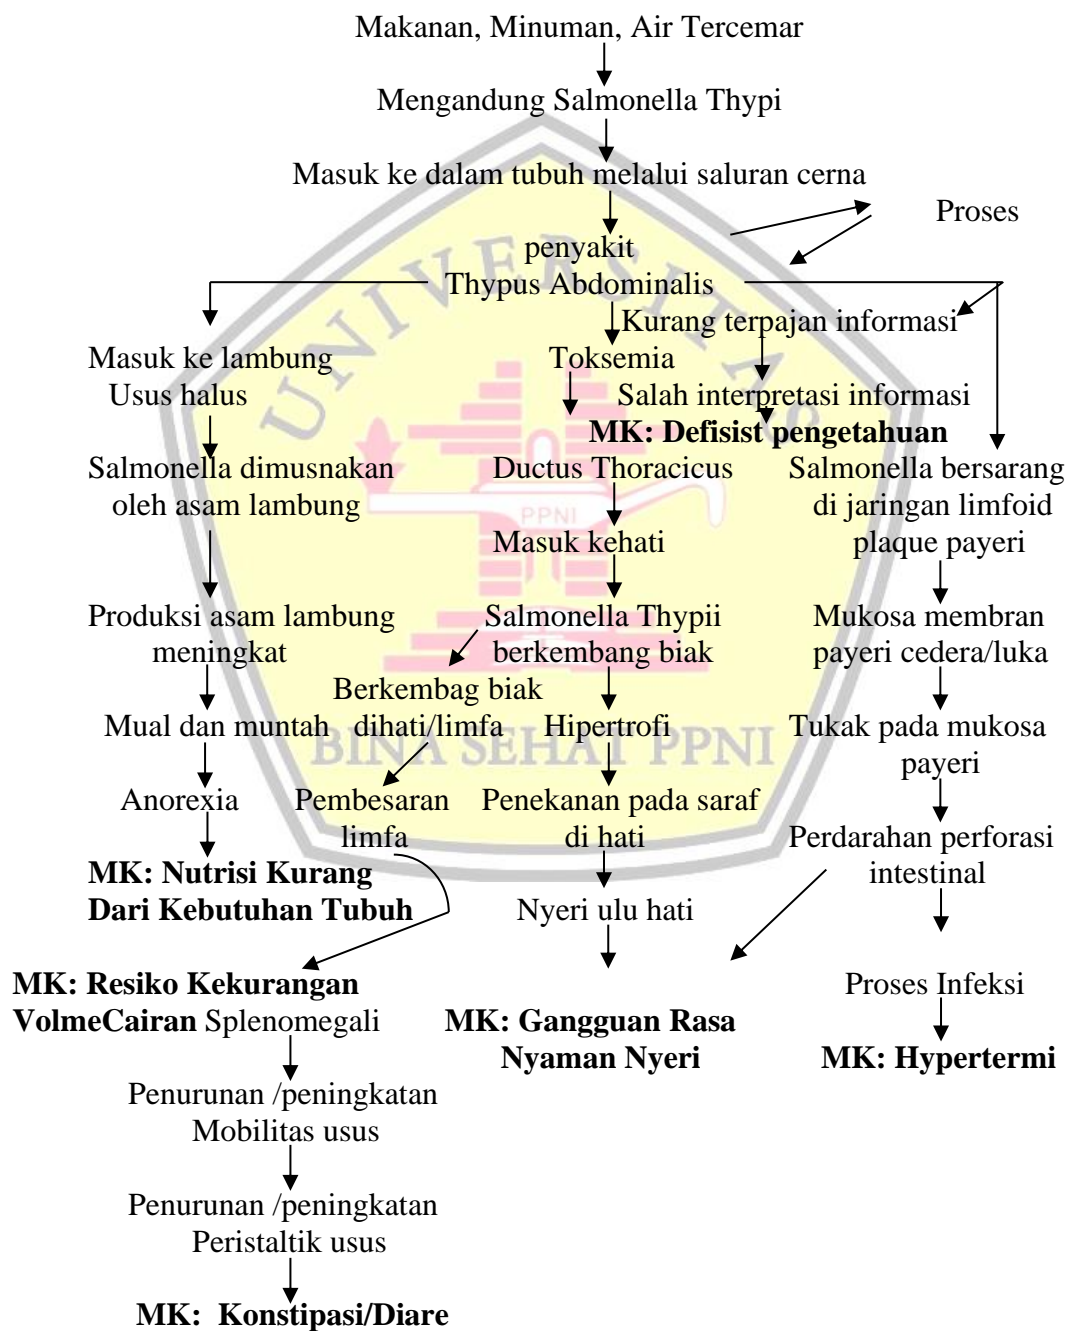 Makanan, Minuman, Air Tercemar
Mengandung Salmonella Thypi
Masuk ke dalam tubuh melalui saluran cerna
Proses
penyakit
Thypus Abdominalis
Kurang terpajan informasi
Masuk ke lambung
Usus halus
Toksemia
Salah interpretasi informasi
MK: Defisist pengetahuan
Salmonella dimusnakan
oleh asam lambung
Ductus Thoracicus
Salmonella bersarang
di jaringan limfoid
plaque payeri
Masuk kehati
Produksi asam lambung
meningkat
Salmonella Thypii
berkembang biak
Mukosa membran
payeri cedera/luka
Berkembag biak
dihati/limfa
Mual dan muntah
Hipertrofi
Tukak pada mukosa
payeri
Anorexia
Pembesaran
limfa
Penekanan pada saraf
di hati
Perdarahan perforasi
intestinal
MK: Nutrisi Kurang
Dari Kebutuhan Tubuh
Nyeri ulu hati
MK: Resiko Kekurangan
VolmeCairan Splenomegali
MK: Gangguan Rasa
Nyaman Nyeri
Proses Infeksi
MK: Hypertermi
Penurunan /peningkatan
Mobilitas usus
Penurunan /peningkatan
Peristaltik usus
MK: Konstipasi/Diare
UNIVERSITAS
PPNI
BINA SEHAT PPNI